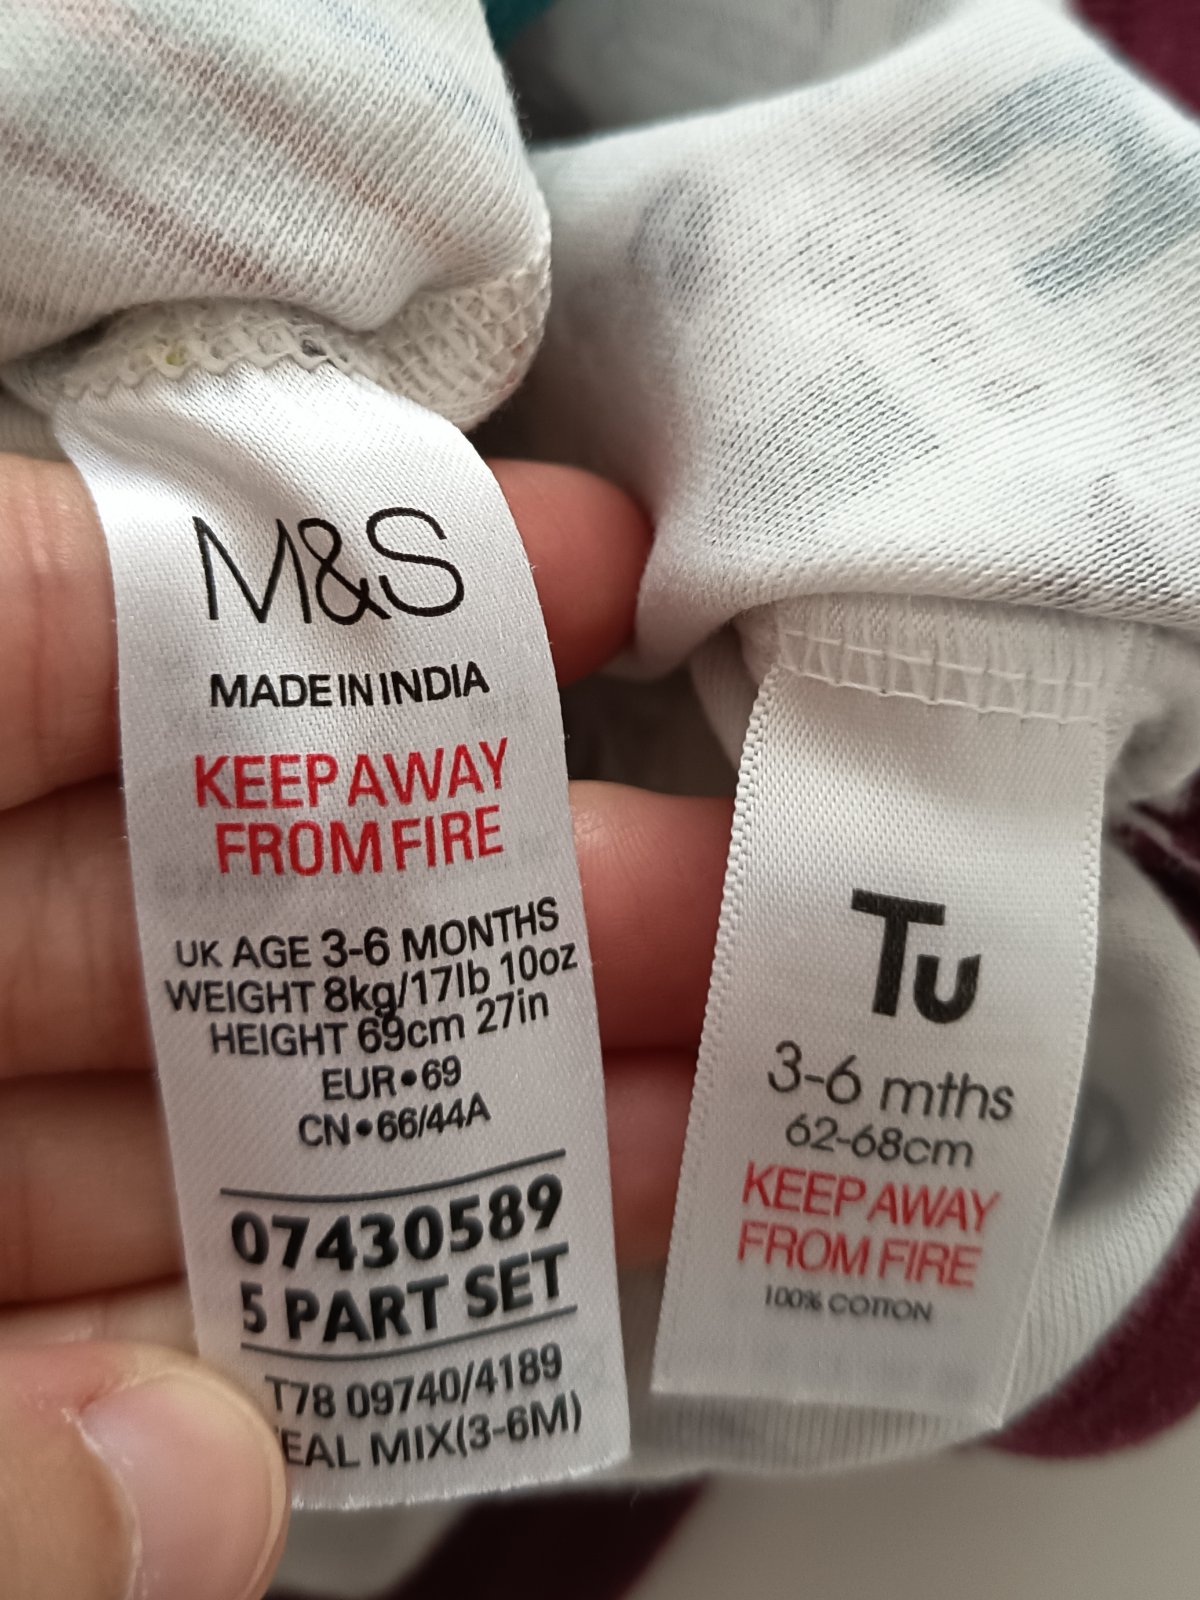 M&S
MADE IN INDIA
KEEP AWAY
FROM FIRE
UK AGE 3-6 MONTHS
WEIGHT 8kg/17lb 10oz
HEIGHT 69cm 27in
EUR•69
CN•66/44A
07430589
5 PART SET
T78 09740/4189
EAL MIX(3-6M)
Tu
3-6 mths
62-68cm
KEEP AWAY
FROM FIRE
100% COTTON